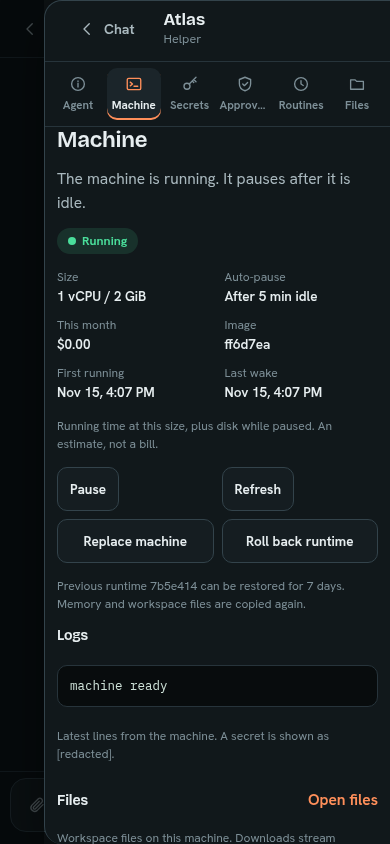 Chat
Atlas
Helper
Agent
Machine
Secrets
Approv...
Routines
Files
Machine
The machine is running. It pauses after it is
idle.
Running
Size
1 vCPU / 2 GiB
Auto-pause
After 5 min idle
This month
$0.00
Image
ff6d7ea
First running
Nov 15, 4:07 PM
Last wake
Nov 15, 4:07 PM
Running time at this size, plus disk while paused. An
estimate, not a bill.
Pause
Refresh
Replace machine
Roll back runtime
Previous runtime 7b5e414 can be restored for 7 days.
Memory and workspace files are copied again.
Logs
machine ready
Latest lines from the machine. A secret is shown as
[redacted].
Files
Open files
Workspace files on this machine. Downloads stream